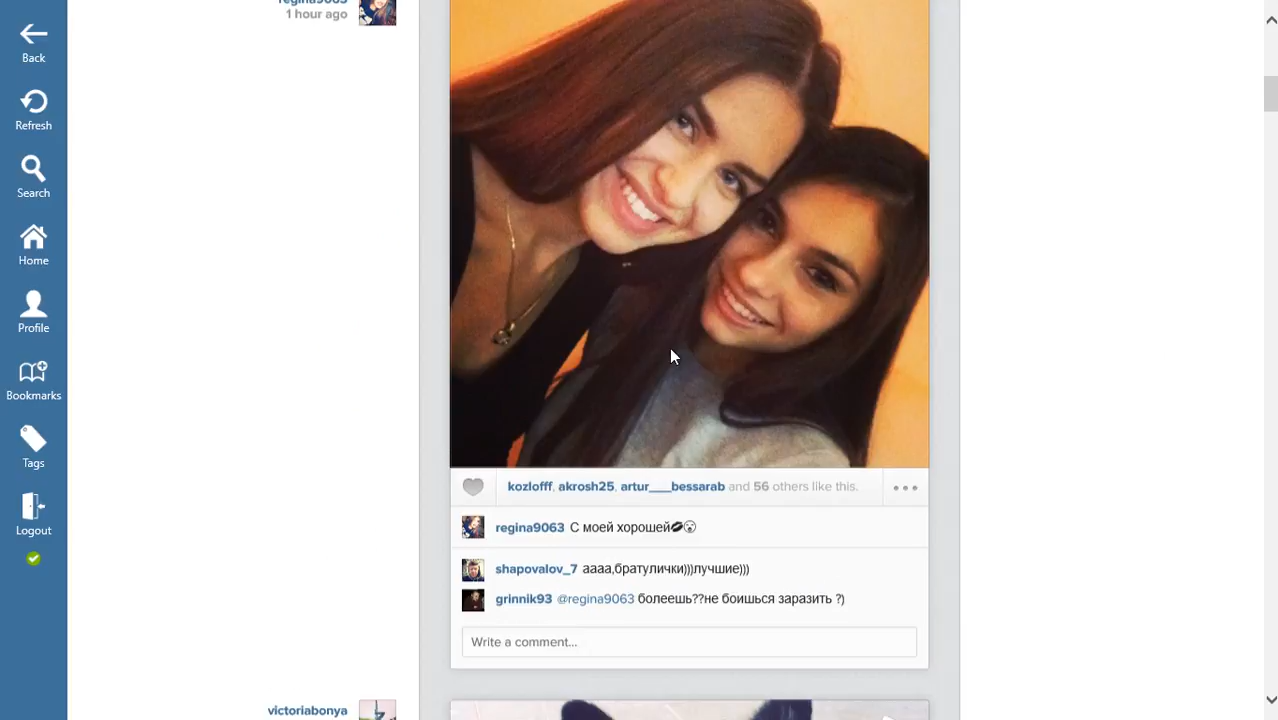 regina9063
1 hour ago
Back
Refresh
Search
Home
Profile
Bookmarks
Tags
Logout
kozlofff, akrosh25, artur___bessarab and 56 others like this.
regina9063 С моей хорошей
shapovalov_7 аааа,братулички)))лучшие)))
grinnik93 @regina9063 болеешь??не боишься заразить ?)
Write a comment...
victoriabonya